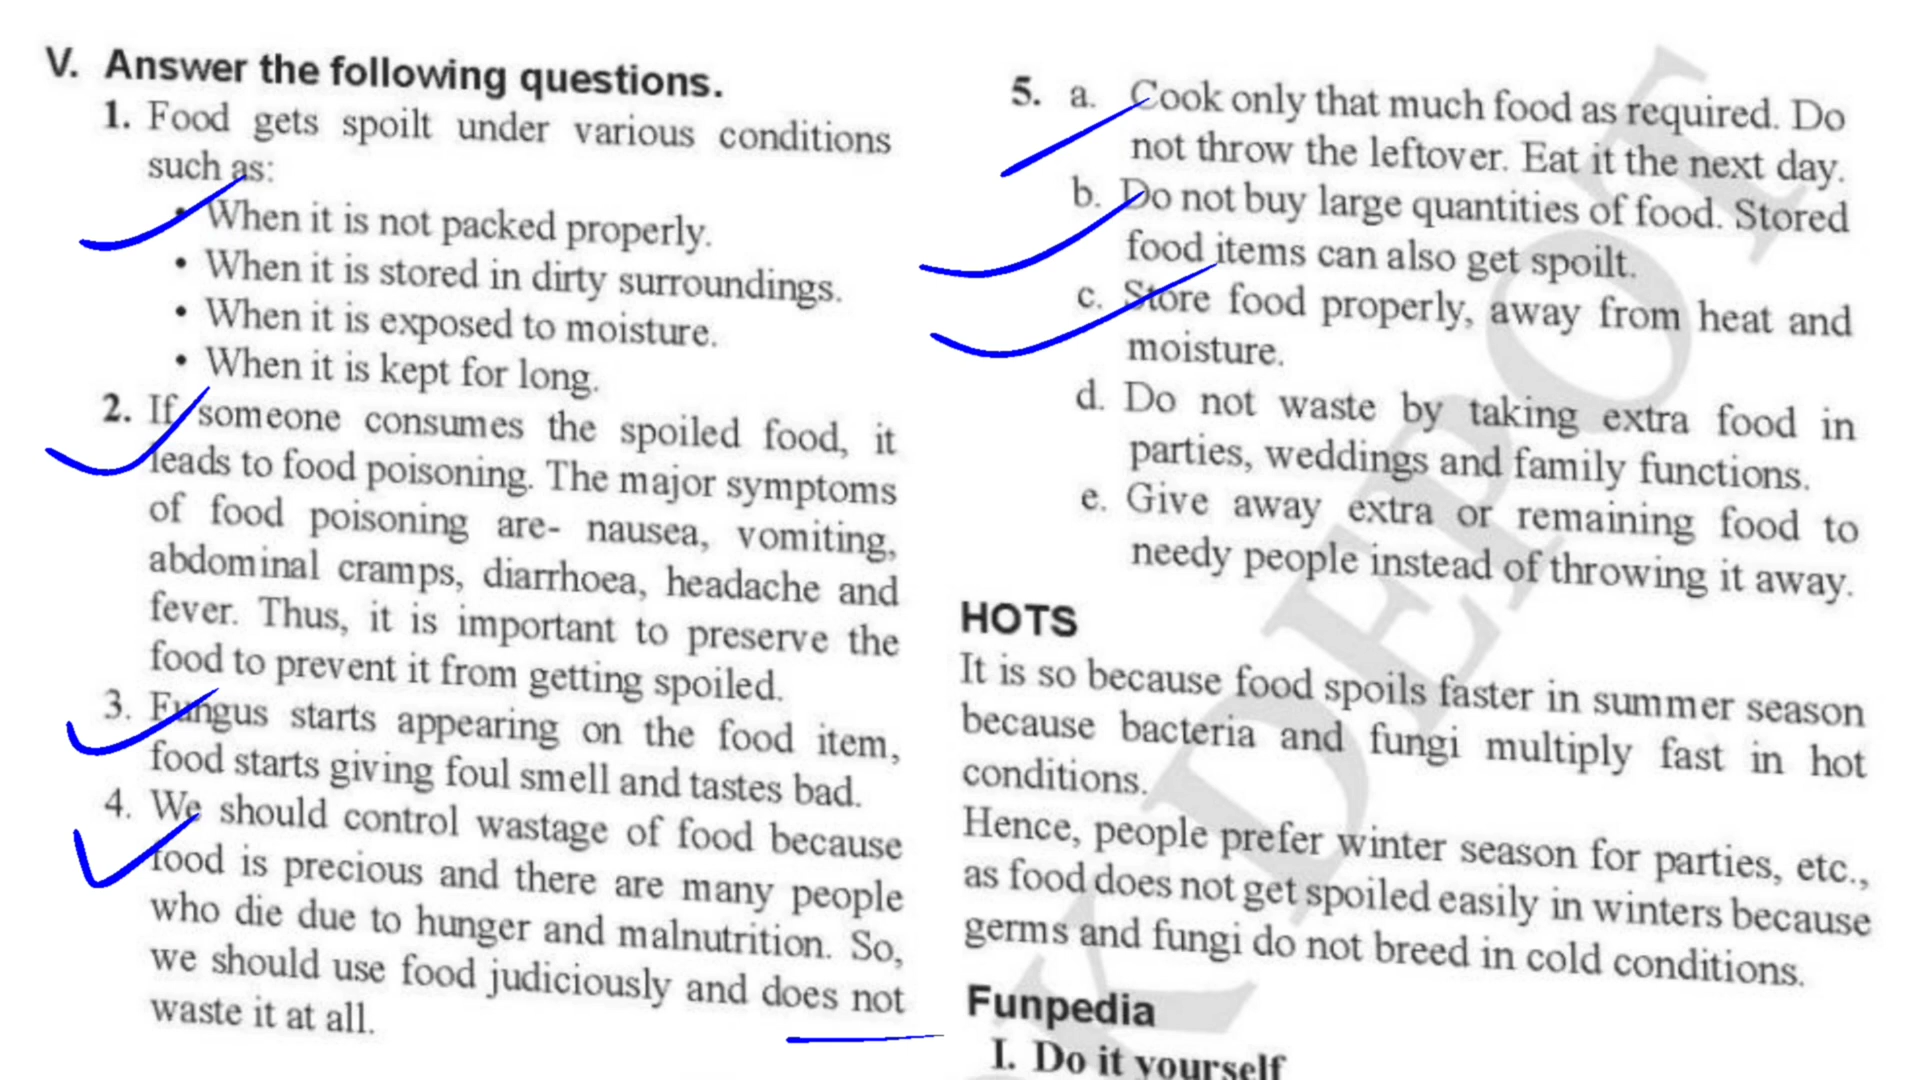 V. Answer the following questions.
1. Food gets spoilt under various conditions
such as:
• When it is not packed properly.
• When it is stored in dirty surroundings.
• When it is exposed to moisture.
• When it is kept for long.
2. If someone consumes the spoiled food, it
leads to food poisoning. The major symptoms
of food poisoning are- nausea, vomiting,
abdominal cramps, diarrhoea, headache and
fever. Thus, it is important to preserve the
food to prevent it from getting spoiled.
3. Fungus starts appearing on the food item,
food starts giving foul smell and tastes bad.
4. We should control wastage of food because
food is precious and there are many people
who die due to hunger and malnutrition. So,
we should use food judiciously and does not
waste it at all.
5. a. Cook only that much food as required. Do
not throw the leftover. Eat it the next day.
b. Do not buy large quantities of food. Stored
food items can also get spoilt.
c. Store food properly, away from heat and
moisture.
d. Do not waste by taking extra food in
parties, weddings and family functions.
e. Give away extra or remaining food to
needy people instead of throwing it away.
HOTS
It is so because food spoils faster in summer season
because bacteria and fungi multiply fast in hot
conditions.
Hence, people prefer winter season for parties, etc.,
as food does not get spoiled easily in winters because
germs and fungi do not breed in cold conditions.
Funpedia
I. Do it yourself
K DEPOT